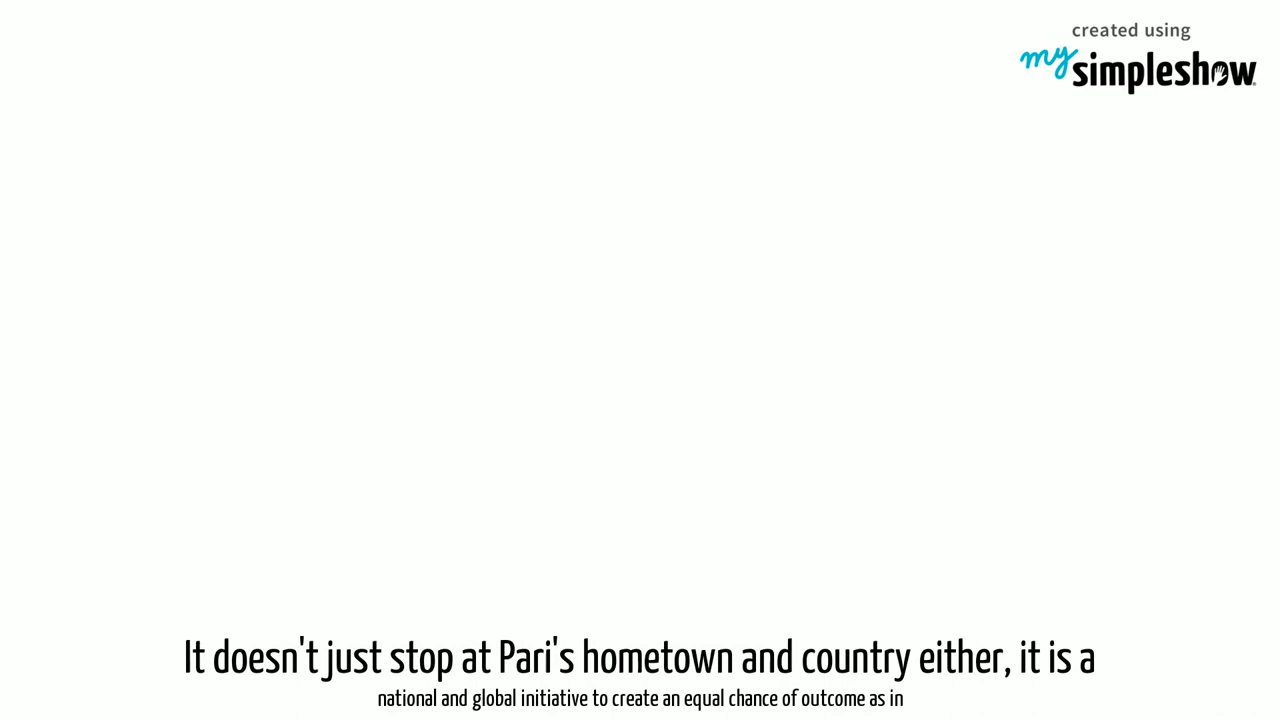 created using
my simpleshow
It doesn't just stop at Pari's hometown and country either, it is a
national and global initiative to create an equal chance of outcome as in